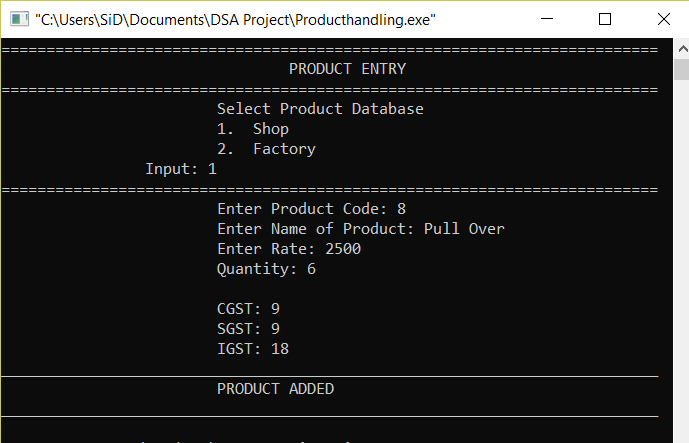 "C:\Users\SiD\Documents\DSA Project\Producthandling.exe"
=========================================================================
PRODUCT ENTRY
=========================================================================
Select Product Database
1. Shop
2. Factory
Input: 1
=========================================================================
Enter Product Code: 8
Enter Name of Product: Pull Over
Enter Rate: 2500
Quantity: 6
CGST: 9
SGST: 9
IGST: 18
_________________________________________________________________________
PRODUCT ADDED
_________________________________________________________________________